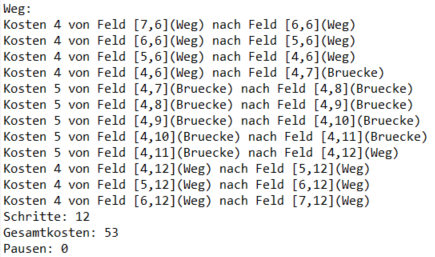 Weg:
Kosten 4 von Feld [7,6](Weg) nach Feld [6,6](Weg)
Kosten 4 von Feld [6,6](Weg) nach Feld [5,6](Weg)
Kosten 4 von Feld [5,6](Weg) nach Feld [4,6](Weg)
Kosten 4 von Feld [4,6](Weg) nach Feld [4,7](Bruecke)
Kosten 5 von Feld [4,7](Bruecke) nach Feld [4,8](Bruecke)
Kosten 5 von Feld [4,8](Bruecke) nach Feld [4,9](Bruecke)
Kosten 5 von Feld [4,9](Bruecke) nach Feld [4,10](Bruecke)
Kosten 5 von Feld [4,10](Bruecke) nach Feld [4,11](Bruecke)
Kosten 5 von Feld [4,11](Bruecke) nach Feld [4,12](Weg)
Kosten 4 von Feld [4,12](Weg) nach Feld [5,12](Weg)
Kosten 4 von Feld [5,12](Weg) nach Feld [6,12](Weg)
Kosten 4 von Feld [6,12](Weg) nach Feld [7,12](Weg)
Schritte: 12
Gesamtkosten: 53
Pausen: 0